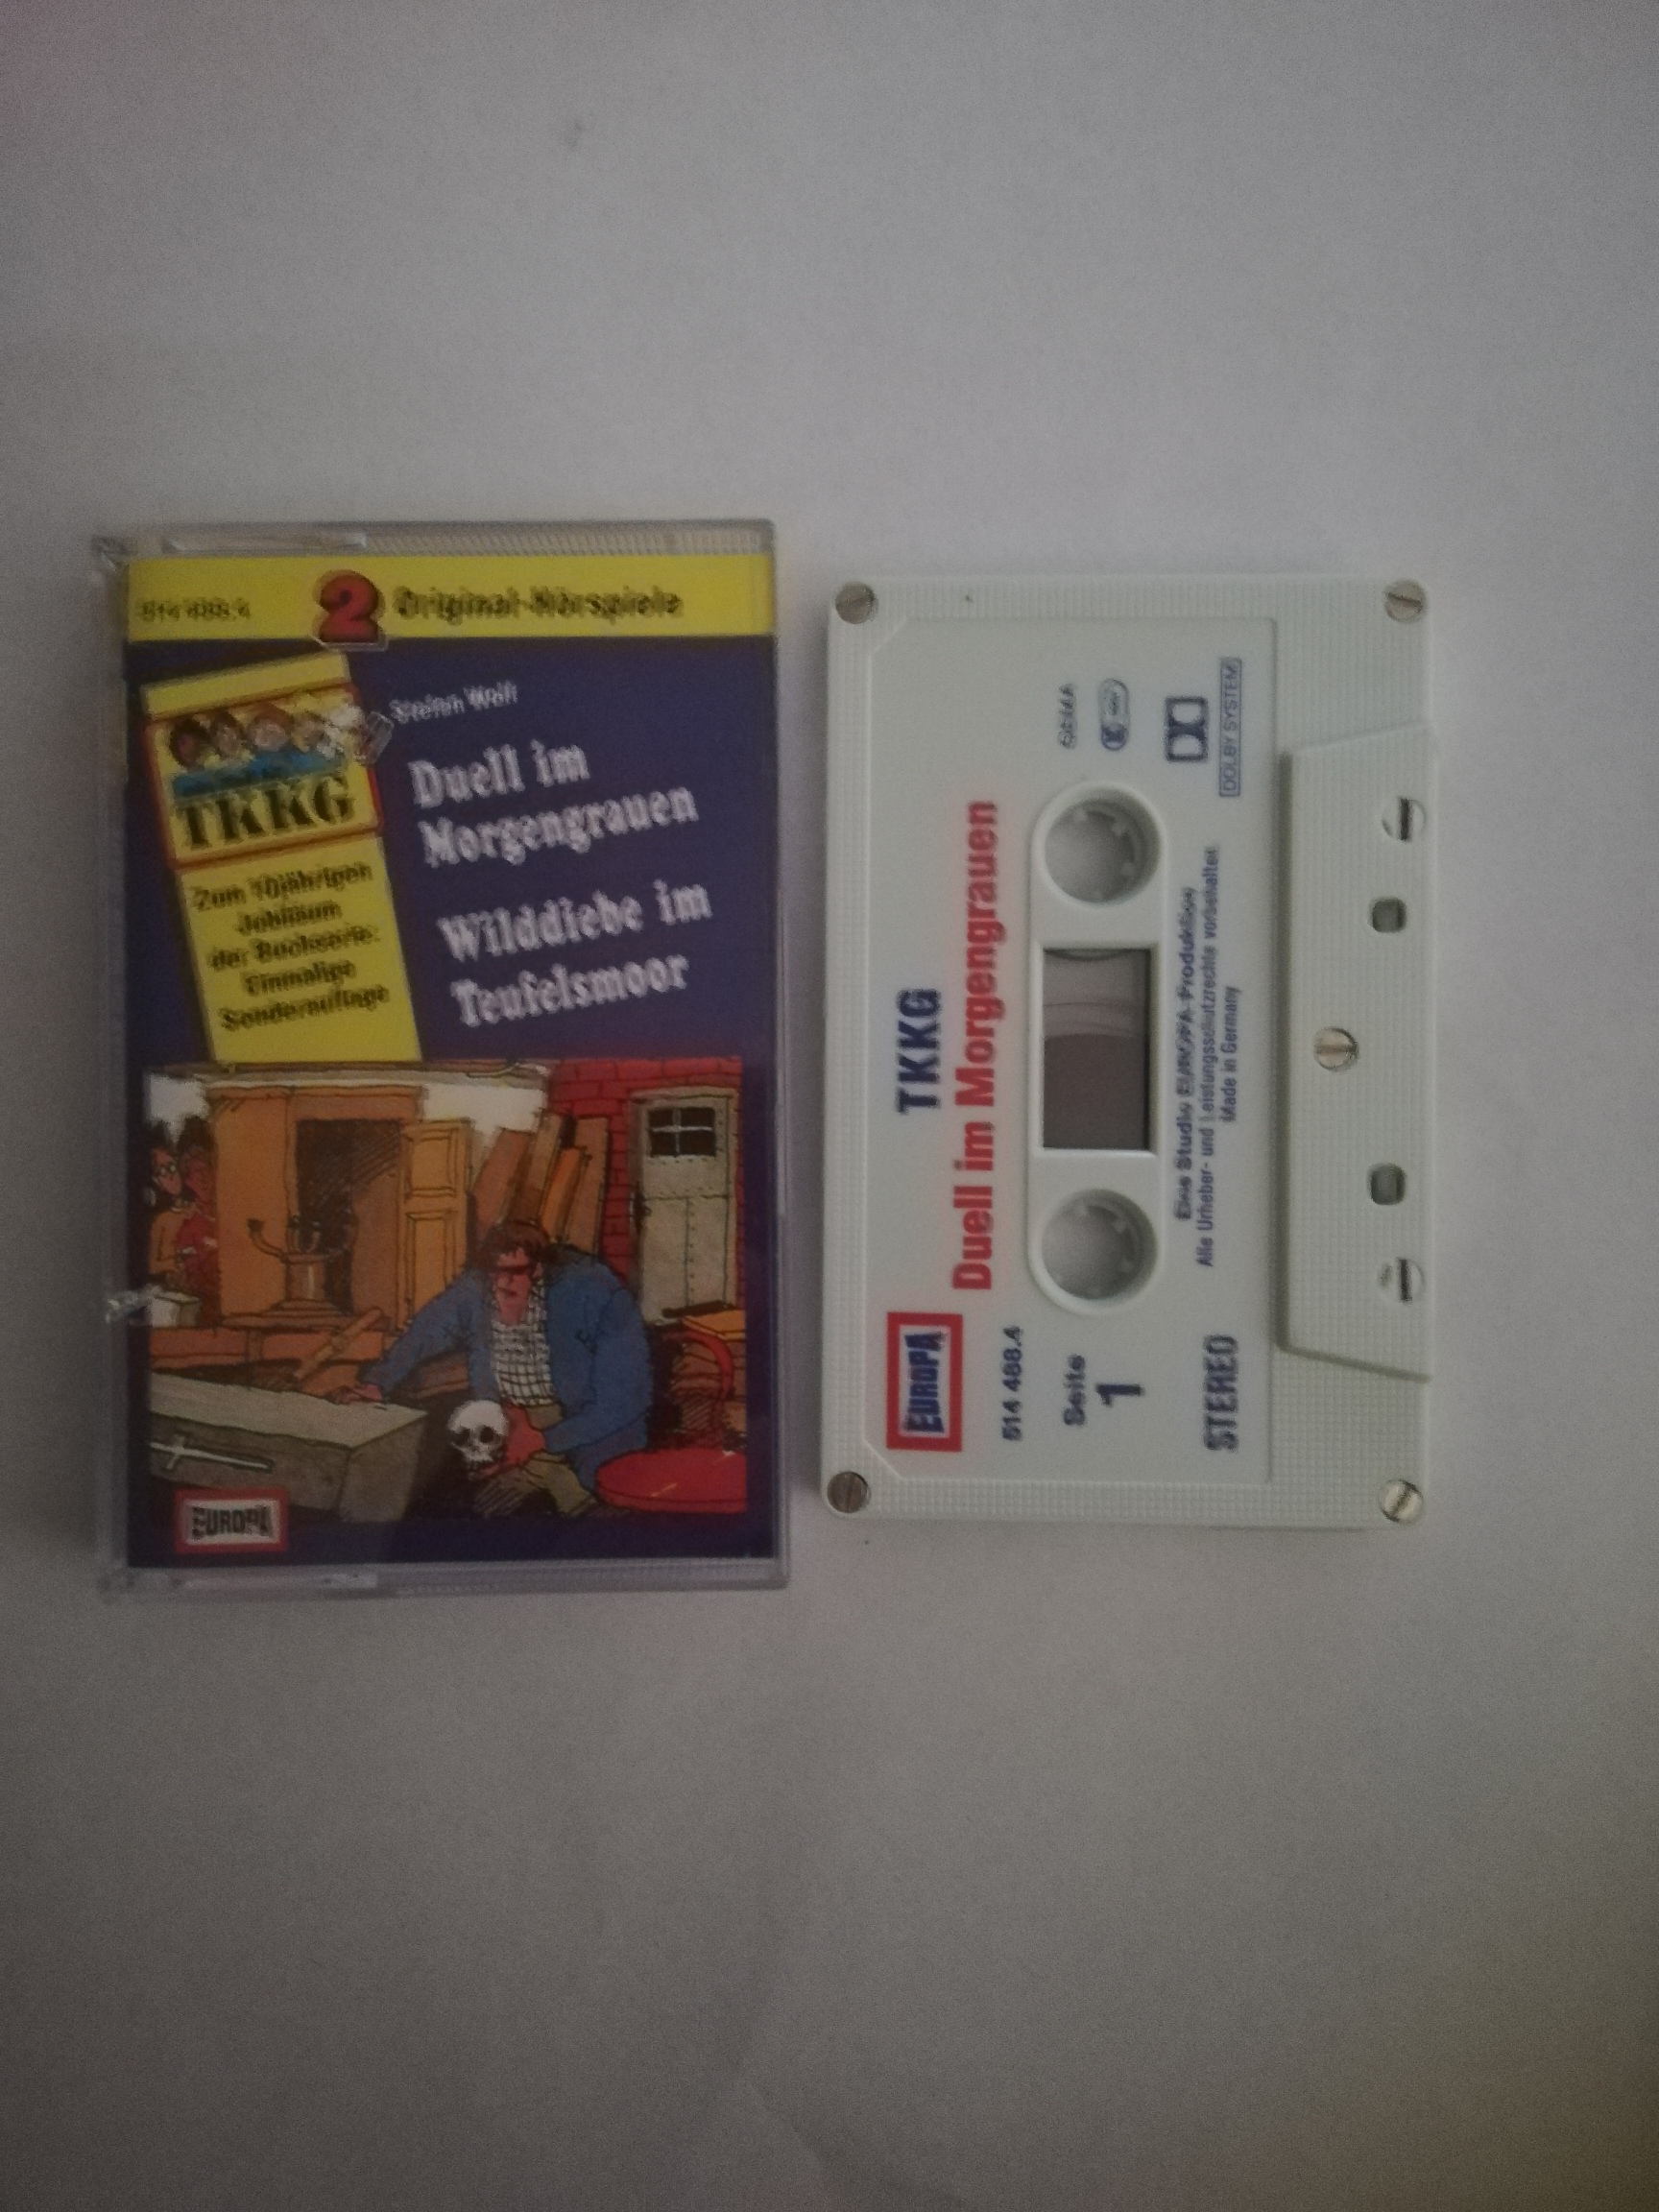 514 488.4
2 Original-Hörspiele
Stefan Wolf
TKKG
Zum 10jährigen
Jubiläum
der Buchserie:
Einmalige
Sonderauflage
Duell im
Morgengrauen
Wilddiebe im
Teufelsmoor
EUROPA
EUROPA
TKKG
Duell im Morgengrauen
514 488.4
Seite
1
STEREO
GEMA
DOLBY SYSTEM
Eine Studio EUROPA-Produktion
Alle Urheber- und Leistungsschutzrechte vorbehalten
Made in Germany